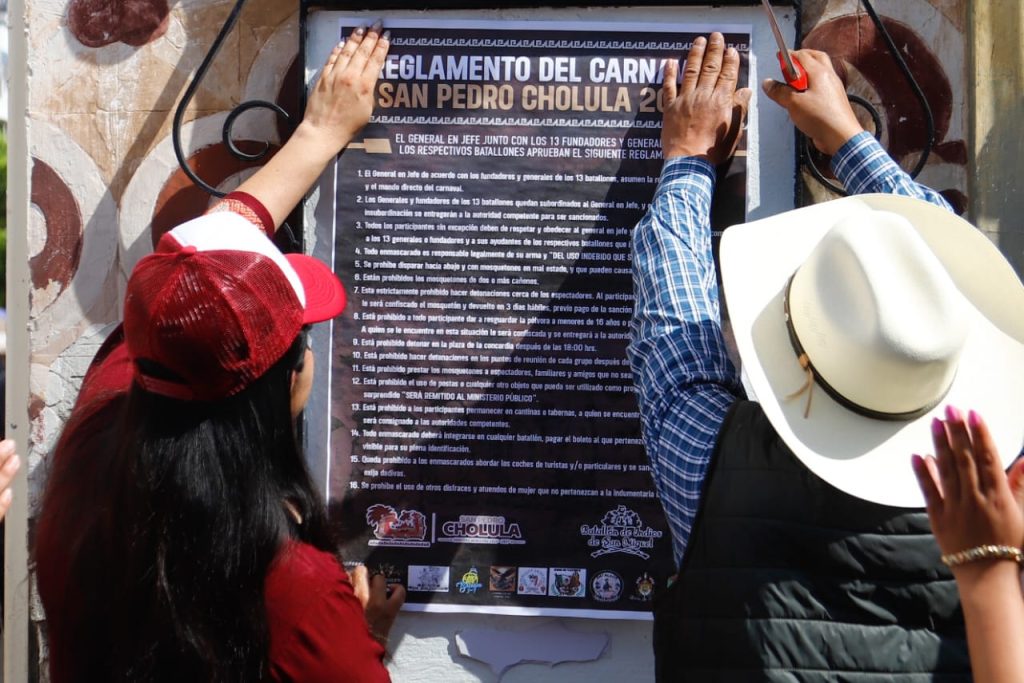 REGLAMENTO DEL CARNA
SAN PEDRO CHOLULA 20
EL GENERAL EN JEFE JUNTO CON LOS 13 FUNDADORES Y GENERALE
LOS RESPECTIVOS BATALLONES APRUEBAN EL SIGUIENTE REGLAM
1. El General en Jefe de acuerdo con los fundadores y generales de los 13 batallones, asumen la
y el mando directo del carnaval.
2. Los Generales y fundadores de los 13 batallones quedan subordinados al General en Jefe, y
insubordinación se entregarán a la autoridad competente para ser sancionados.
3. Todos los participantes sin excepción deben de respetar y obedecer al general en jefe
a los 13 generales o fundadores y a sus ayudantes de los respectivos batallones que
4. Todo enmascarado es responsable legalmente de su arma y "DEL USO INDEBIDO QUE
5. Se prohíbe disparar hacia abajo y con mosquetones en mal estado, ya que pueden causa
6. Están prohibidos los mosquetones de dos o más cañones.
7. Esta estrictamente prohibido hacer detonaciones cerca de los espectadores. Al participan
le será confiscado el mosquetón y devuelto en 3 días hábiles, previo pago de la sanción
8. Está prohibido a todo participante dar a resguardar la pólvora a menores de 16 años o
A quien se le encuentre en esta situación le será confiscada y se entregará a la autorida
9. Está prohibido detonar en la plaza de la concordia después de las 18:00 hrs.
10. Está prohibido hacer detonaciones en los puntos de reunión de cada grupo después de
11. Está prohibido prestar los mosquetones a espectadores, familiares y amigos que no sea
12. Está prohibido el uso de postas o cualquier otro objeto que pueda ser utilizado como pro
sorprendido "SERÁ REMITIDO AL MINISTERIO PÚBLICO".
13. Está prohibido a los participantes permanecer en cantinas o tabernas, a quien se encuent
será consignado a las autoridades competentes.
14. Todo enmascarado deberá integrarse en cualquier batallón, pagar el boleto al que pertenez
visible para su plena identificación.
15. Queda prohibido a los enmascarados abordar los coches de turistas y/o particulares y se san
exija dadivas.
16. Se prohíbe el uso de otros disfraces y atuendos de mujer que no pertenezcan a la indumentaria
SAN PEDRO
CHOLULA
Batallón de Indios
de San Miguel